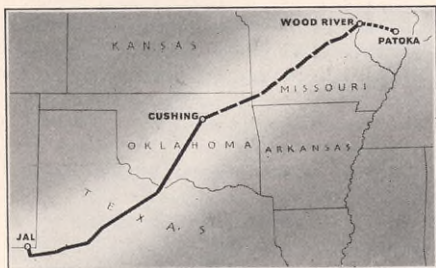 WOOD RIVER
PATOKA
KANSAS
MISSOURI
CUSHING
OKLAHOMA
ARKANSAS
TEXAS
JAL